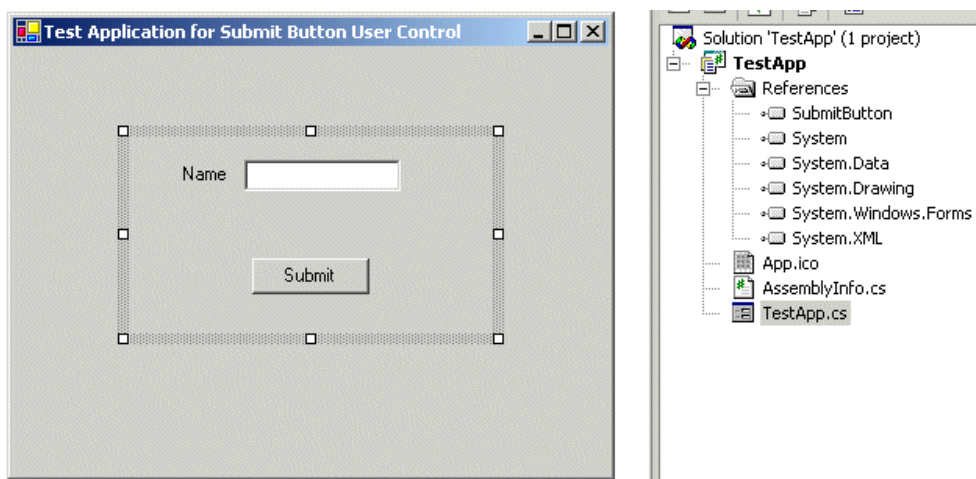 Test Application for Submit Button User Control
Name
Submit
Solution 'TestApp' (1 project)
TestApp
References
SubmitButton
System
System.Data
System.Drawing
System.Windows.Forms
System.XML
App.ico
AssemblyInfo.cs
TestApp.cs